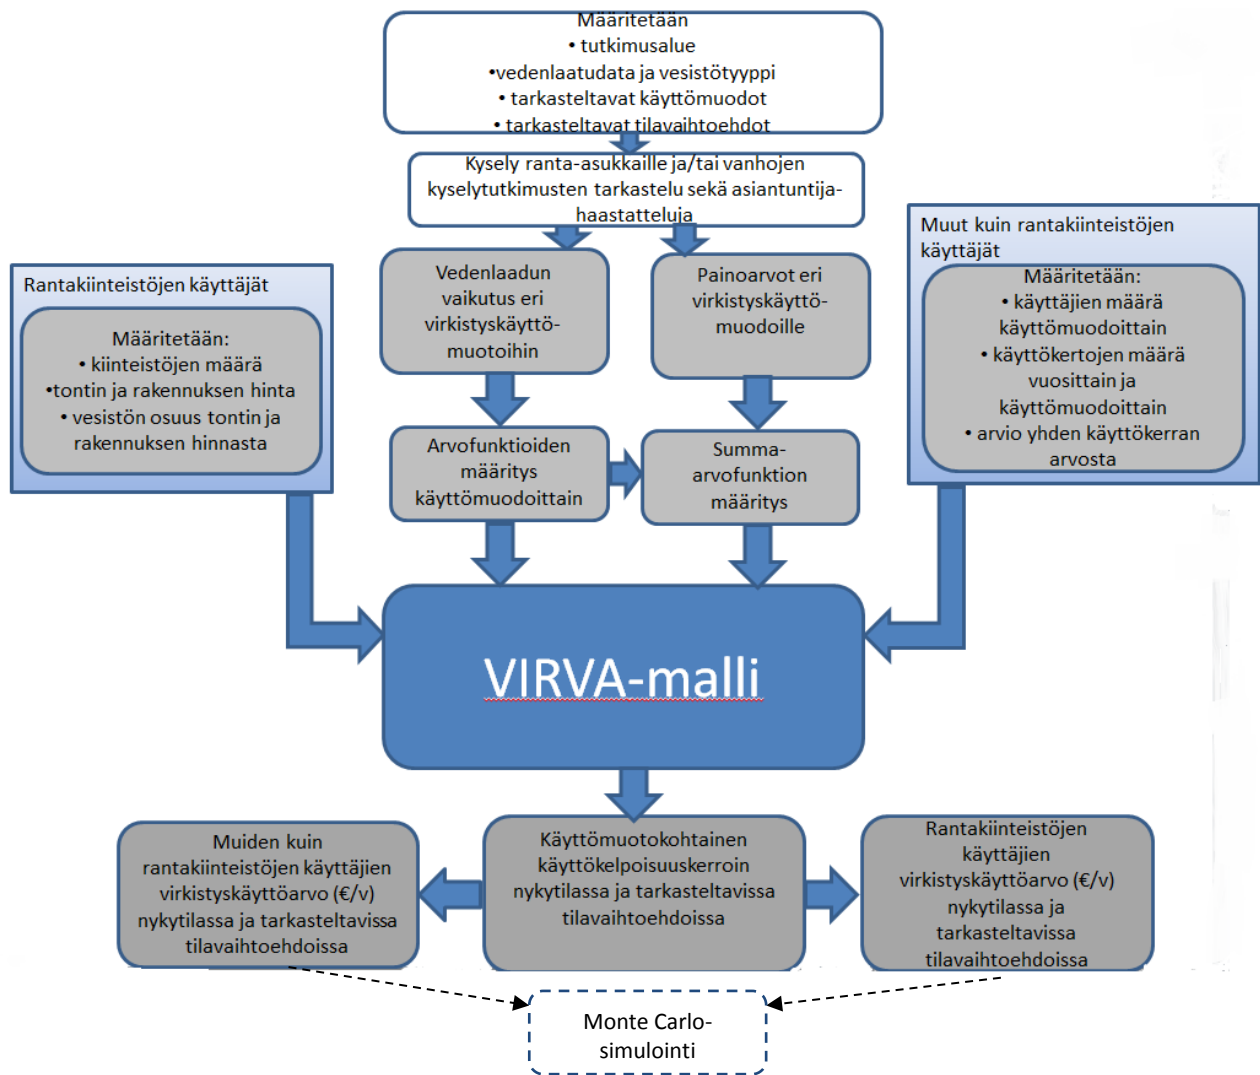 Määritetään
• tutkimusalue
•vedenlaatudata ja vesistötyyppi
• tarkasteltavat käyttömuodot
• tarkasteltavat tilavaihtoehdot
Kysely ranta-asukkaille ja/tai vanhojen
kyselytutkimusten tarkastelu sekä asiantuntija-
haastatteluja
Rantakiinteistöjen käyttäjät
Määritetään:
• kiinteistöjen määrä
•tontin ja rakennuksen hinta
• vesistön osuus tontin ja
rakennuksen hinnasta
Vedenlaadun
vaikutus eri
virkistyskäyttö-
muotoihin
Painoarvot eri
virkistyskäyttö-
muodoille
Muut kuin rantakiinteistöjen
käyttäjät
Määritetään:
• käyttäjien määrä
käyttömuodoittain
• käyttökertojen määrä
vuosittain ja
käyttömuodoittain
• arvio yhden käyttökerran
arvosta
Arvofunktioiden
määritys
käyttömuodoittain
Summa-
arvofunktion
määritys
VIRVA-malli
Muiden kuin
rantakiinteistöjen käyttäjien
virkistyskäyttöarvo (€/v)
nykytilassa ja tarkasteltavissa
tilavaihtoehdoissa
Käyttömuotokohtainen
käyttökelpoisuuskerroin
nykytilassa ja tarkasteltavissa
tilavaihtoehdoissa
Rantakiinteistöjen
käyttäjien
virkistyskäyttöarvo (€/v)
nykytilassa ja
tarkasteltavissa
tilavaihtoehdoissa
Monte Carlo-
simulointi